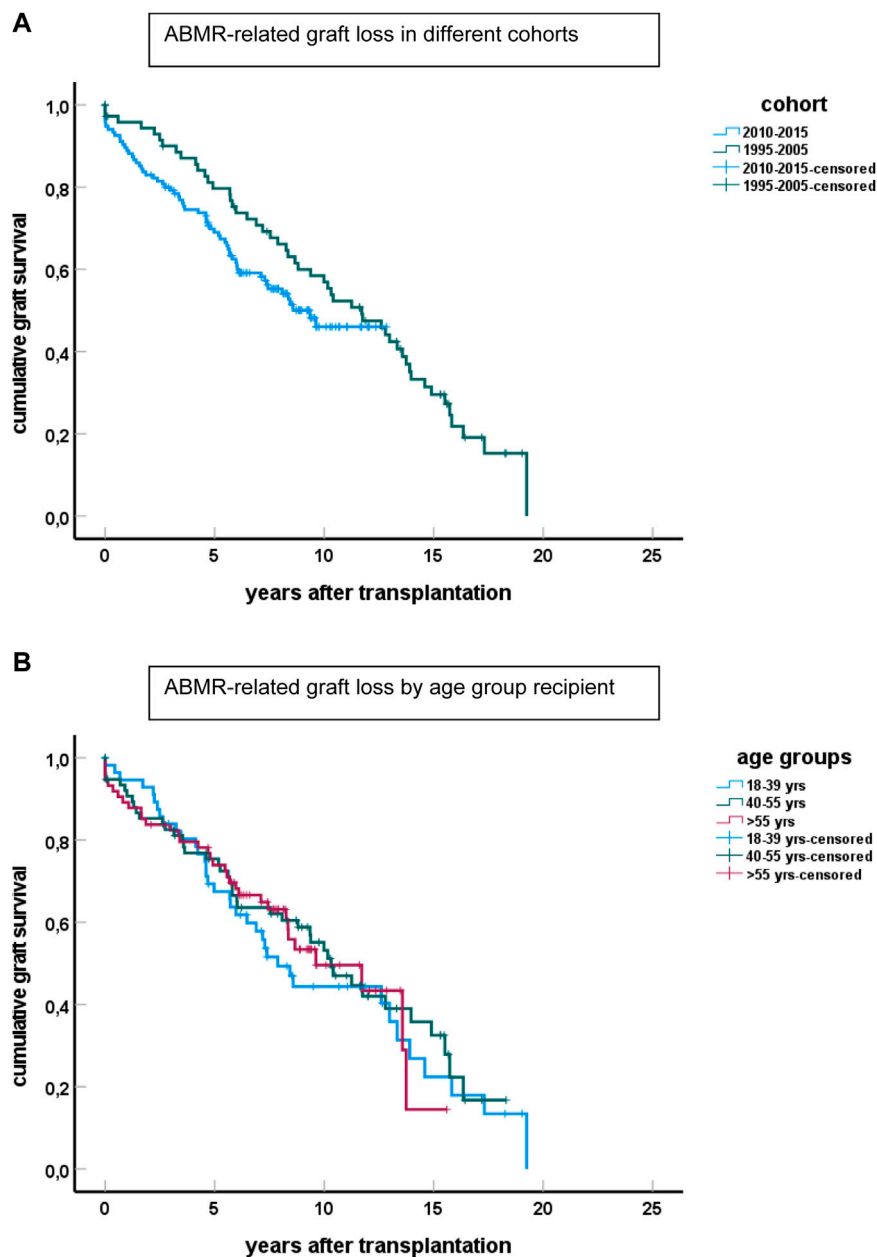 A
ABMR-related graft loss in different cohorts
cumulative graft survival
1,0
0,8
0,6
0,4
0,2
0,0
0 5 10 15 20 25
years after transplantation
cohort
2010-2015
1995-2005
2010-2015-censored
1995-2005-censored
B
ABMR-related graft loss by age group recipient
cumulative graft survival
1,0
0,8
0,6
0,4
0,2
0,0
0 5 10 15 20 25
years after transplantation
age groups
18-39 yrs
40-55 yrs
>55 yrs
18-39 yrs-censored
40-55 yrs-censored
>55 yrs-censored